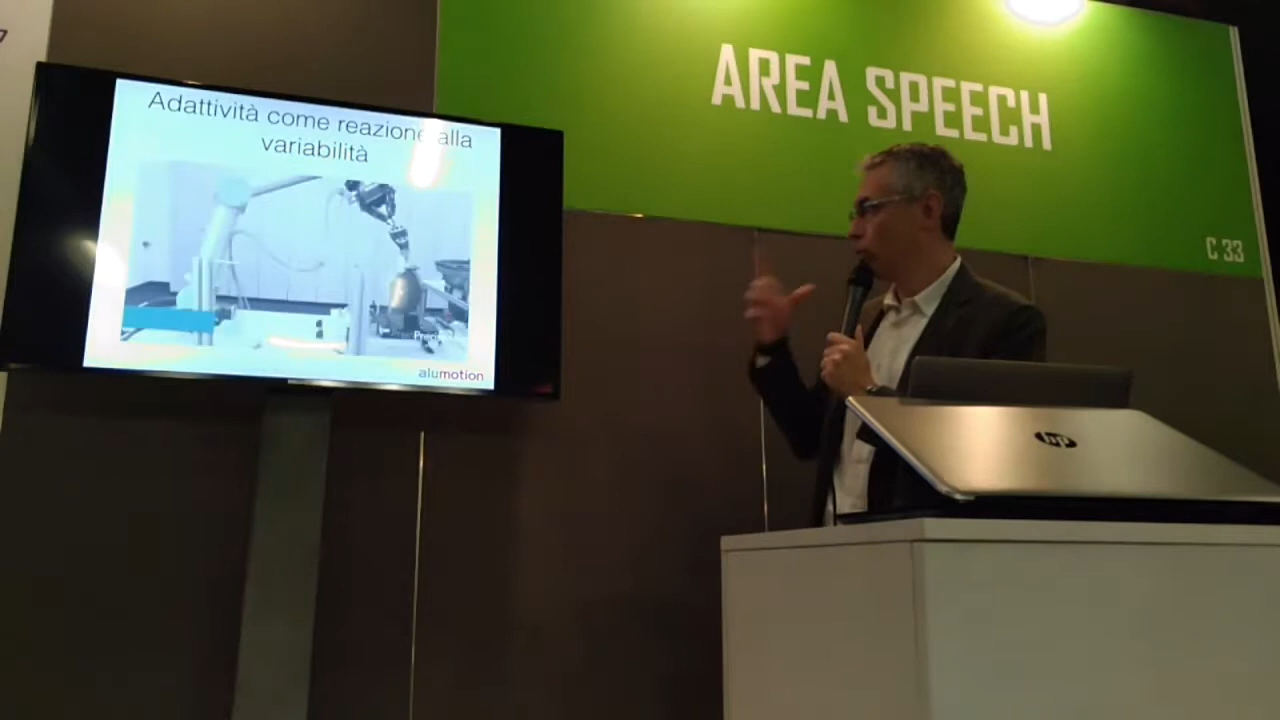 Adattività come reazione alla
variabilità
alumotion
AREA SPEECH
C 33
hp